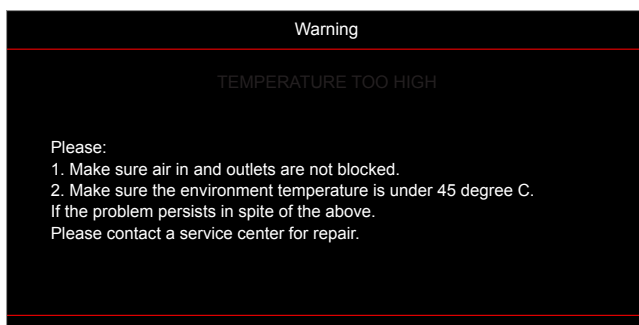 Warning
TEMPERATURE TOO HIGH
Please:
1. Make sure air in and outlets are not blocked.
2. Make sure the environment temperature is under 45 degree C.
If the problem persists in spite of the above.
Please contact a service center for repair.